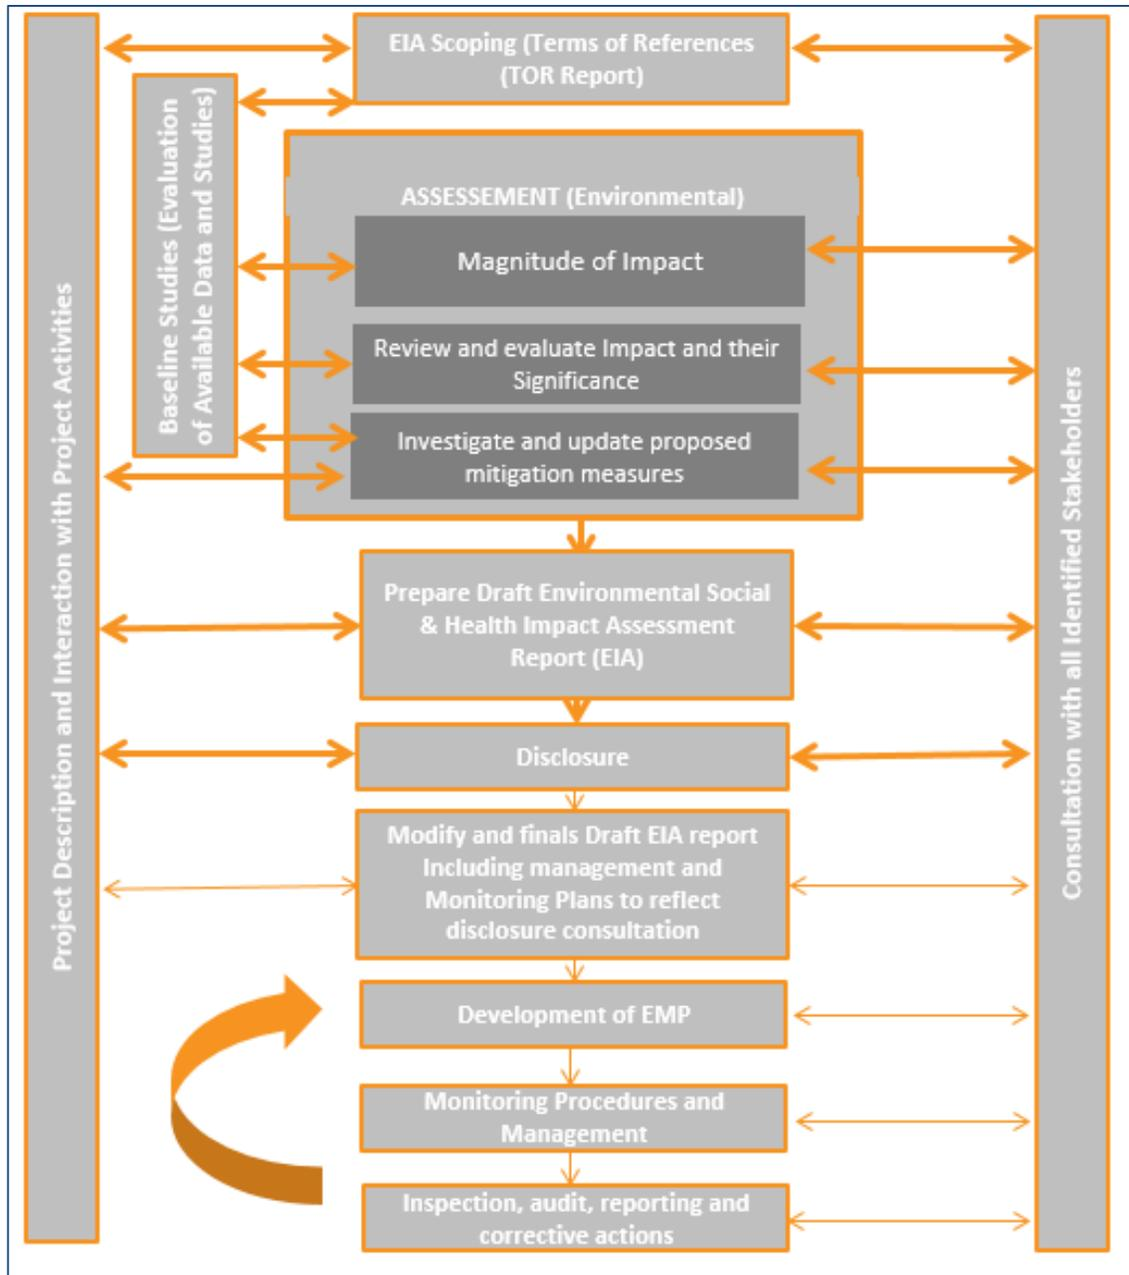 Project Description and Interaction with Project Activities
EIA Scoping (Terms of References
(TOR Report)
Baseline Studies (Evaluation
of Available Data and Studies)
ASSESSEMENT (Environmental)
Magnitude of Impact
Review and evaluate Impact and their
Significance
Investigate and update proposed
mitigation measures
Prepare Draft Environmental Social
& Health Impact Assessment
Report (EIA)
Disclosure
Modify and finals Draft EIA report
Including management and
Monitoring Plans to reflect
disclosure consultation
Development of EMP
Monitoring Procedures and
Management
Inspection, audit, reporting and
corrective actions
Consultation with all Identified Stakeholders